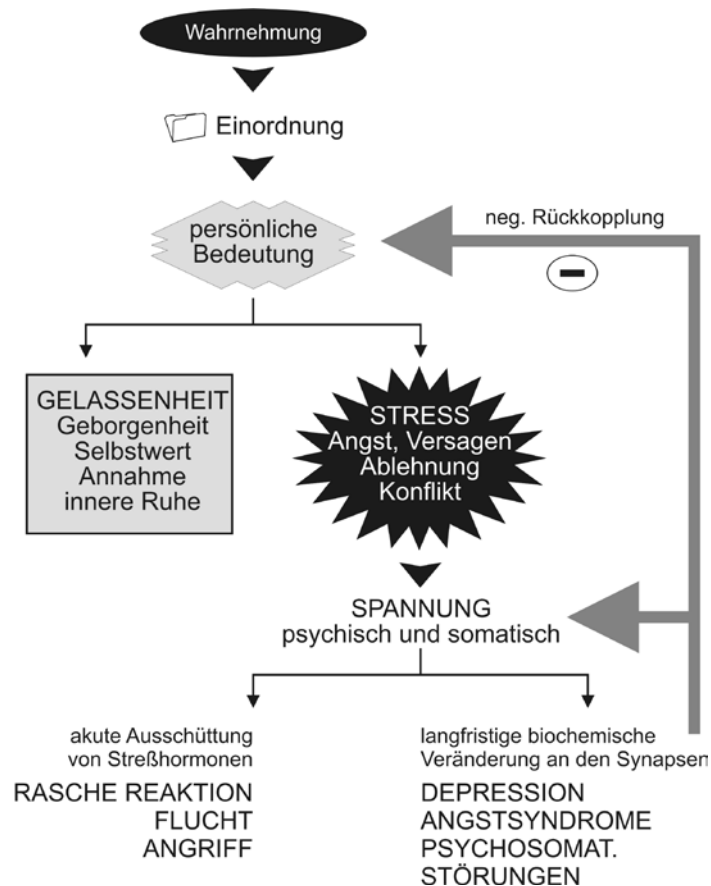 Wahrnehmung
Einordnung
persönliche
Bedeutung
neg. Rückkopplung
GELASSENHEIT
Geborgenheit
Selbstwert
Annahme
innere Ruhe
STRESS
Angst, Versagen
Ablehnung
Konflikt
SPANNUNG
psychisch und somatisch
akute Ausschüttung
von Streßhormonen
RASCHE REAKTION
FLUCHT
ANGRIFF
langfristige biochemische
Veränderung an den Synapsen
DEPRESSION
ANGSTSYNDROME
PSYCHOSOMAT.
STÖRUNGEN